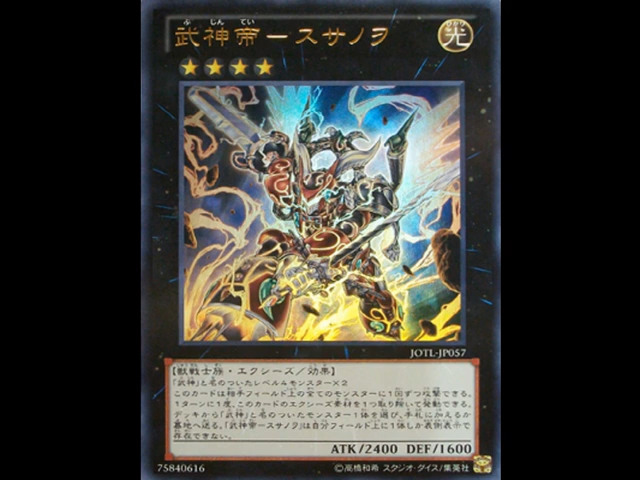 ぶ じん てい
武神帝-スサノヲ
光
JOTL-JP057
【獣戦士族・エクシーズ/効果】
「武神」と名のついたレベル4モンスター×2
このカードは相手フィールド上の全てのモンスターに1回ずつ攻撃できる。
1ターンに1度、このカードのエクシーズ素材を1つ取り除いて発動できる。
デッキから「武神」と名のついたモンスター1体を選び、手札に加えるか
墓地へ送る。「武神帝-スサノヲ」は自分フィールド上に1体しか表側表示で
存在できない。
ATK/2400 DEF/1600
75840616
©高橋和希 スタジオ・ダイス/集英社